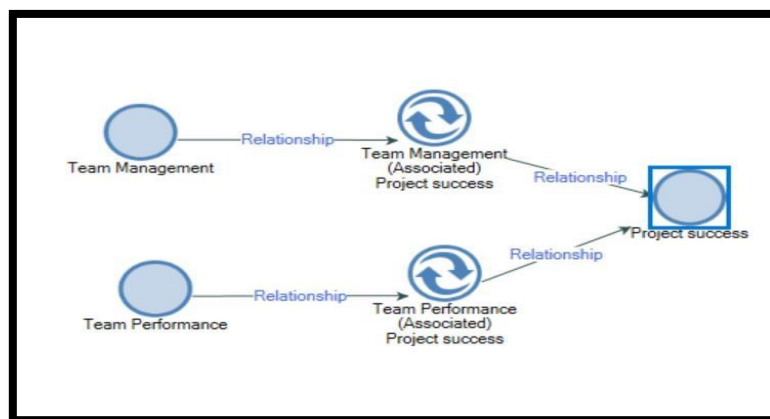 Relationship
Team Management
Team Management
(Associated)
Project success
Relationship
Project success
Relationship
Team Performance
Relationship
Team Performance
(Associated)
Project success